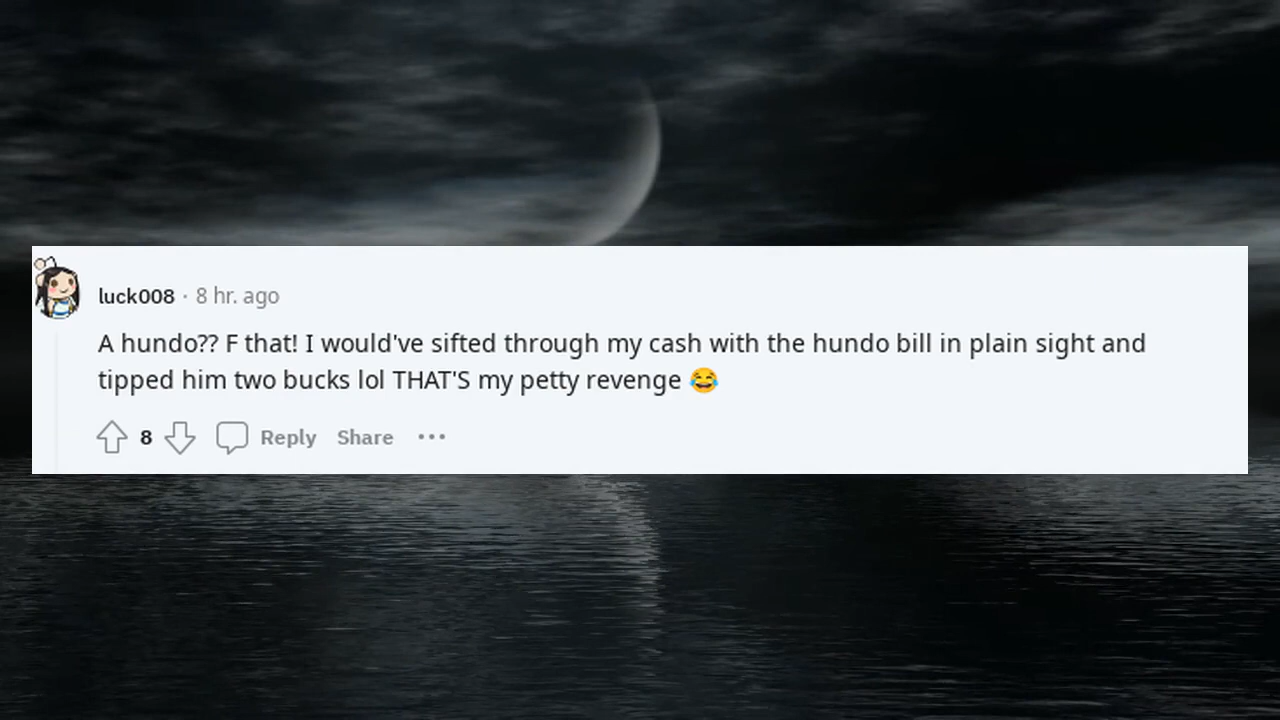 luck008 · 8 hr. ago
A hundo?? F that! I would've sifted through my cash with the hundo bill in plain sight and
tipped him two bucks lol THAT'S my petty revenge 😂
8 Reply Share •••